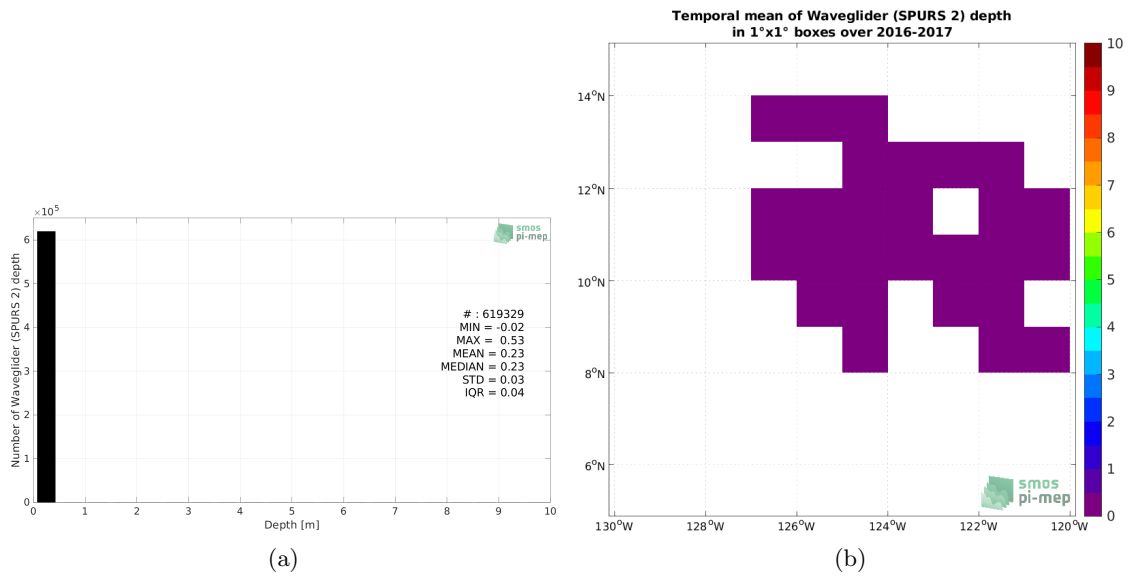 ×10⁵
6
5
4
3
2
1
0
Number of Waveglider (SPURS 2) depth
smos
pi-mep
# : 619329
MIN = -0.02
MAX = 0.53
MEAN = 0.23
MEDIAN = 0.23
STD = 0.03
IQR = 0.04
0 1 2 3 4 5 6 7 8 9 10
Depth [m]
(a)
Temporal mean of Waveglider (SPURS 2) depth
in 1°x1° boxes over 2016-2017
14°N
12°N
10°N
8°N
6°N
130°W 128°W 126°W 124°W 122°W 120°W
smos
pi-mep
10
9
8
7
6
5
4
3
2
1
0
(b)